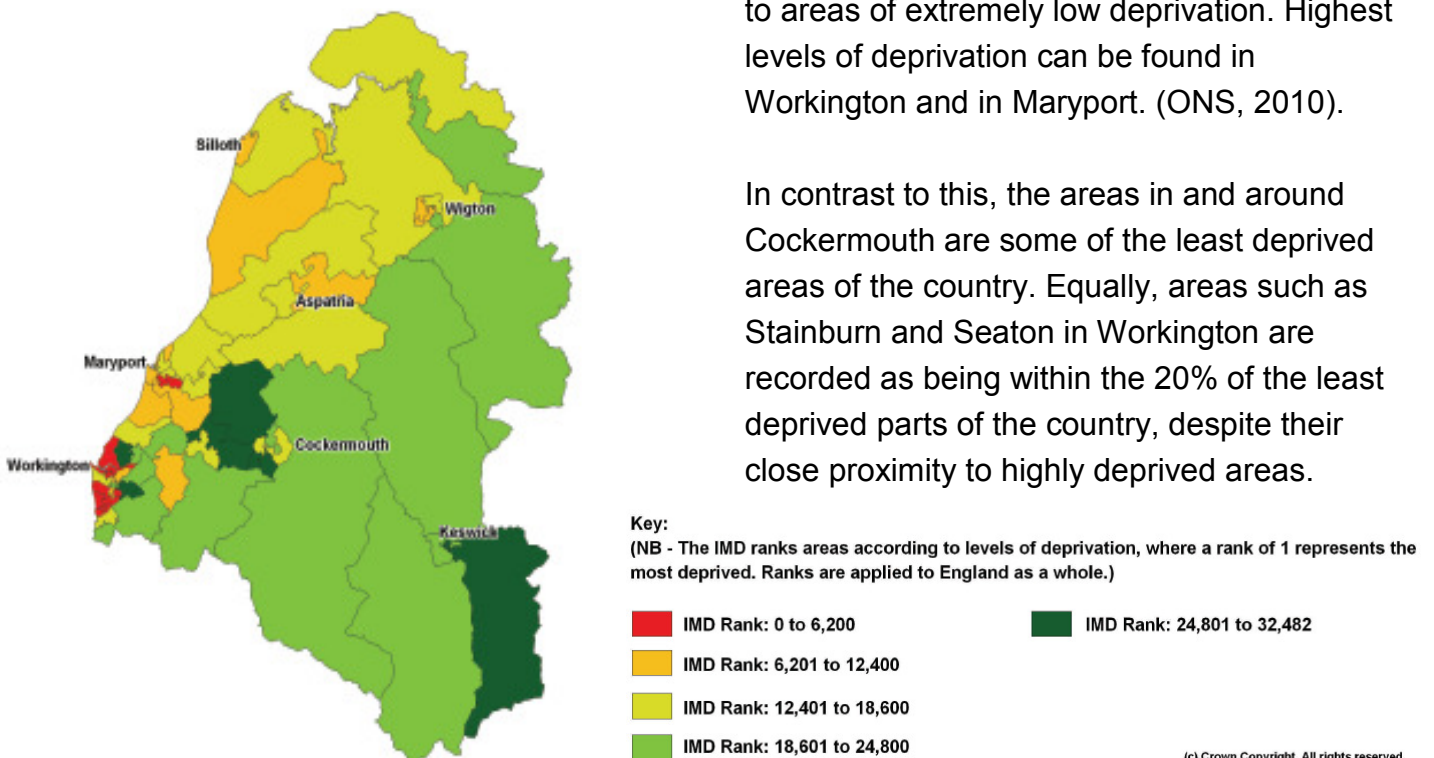 to areas of extremely low deprivation. Highest
levels of deprivation can be found in
Workington and in Maryport. (ONS, 2010).
In contrast to this, the areas in and around
Cockermouth are some of the least deprived
areas of the country. Equally, areas such as
Stainburn and Seaton in Workington are
recorded as being within the 20% of the least
deprived parts of the country, despite their
close proximity to highly deprived areas.
Silloth
Wigton
Aspatria
Maryport
Cockermouth
Workington
Keswick
Key:
(NB - The IMD ranks areas according to levels of deprivation, where a rank of 1 represents the
most deprived. Ranks are applied to England as a whole.)
IMD Rank: 0 to 6,200
IMD Rank: 6,201 to 12,400
IMD Rank: 12,401 to 18,600
IMD Rank: 18,601 to 24,800
IMD Rank: 24,801 to 32,482
(c) Crown Copyright. All rights reserved